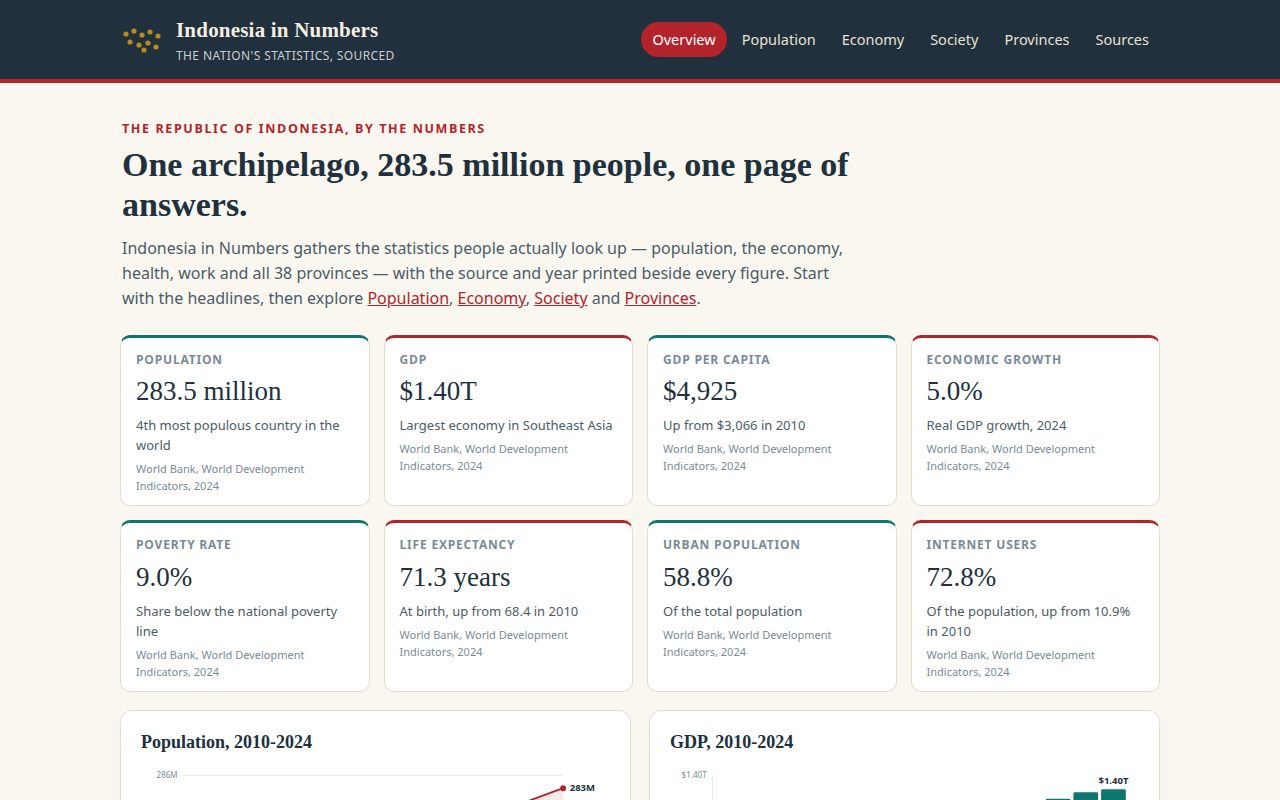 Indonesia in Numbers
THE NATION'S STATISTICS, SOURCED
Overview
Population
Economy
Society
Provinces
Sources
THE REPUBLIC OF INDONESIA, BY THE NUMBERS
One archipelago, 283.5 million people, one page of
answers.
Indonesia in Numbers gathers the statistics people actually look up — population, the economy,
health, work and all 38 provinces — with the source and year printed beside every figure. Start
with the headlines, then explore Population, Economy, Society and Provinces.
POPULATION
283.5 million
4th most populous country in the
world
World Bank, World Development
Indicators, 2024
GDP
$1.40T
Largest economy in Southeast Asia
World Bank, World Development
Indicators, 2024
GDP PER CAPITA
$4,925
Up from $3,066 in 2010
World Bank, World Development
Indicators, 2024
ECONOMIC GROWTH
5.0%
Real GDP growth, 2024
World Bank, World Development
Indicators, 2024
POVERTY RATE
9.0%
Share below the national poverty
line
World Bank, World Development
Indicators, 2024
LIFE EXPECTANCY
71.3 years
At birth, up from 68.4 in 2010
World Bank, World Development
Indicators, 2024
URBAN POPULATION
58.8%
Of the total population
World Bank, World Development
Indicators, 2024
INTERNET USERS
72.8%
Of the population, up from 10.9%
in 2010
World Bank, World Development
Indicators, 2024
Population, 2010-2024
286M
283M
GDP, 2010-2024
$1.40T
$1.40T